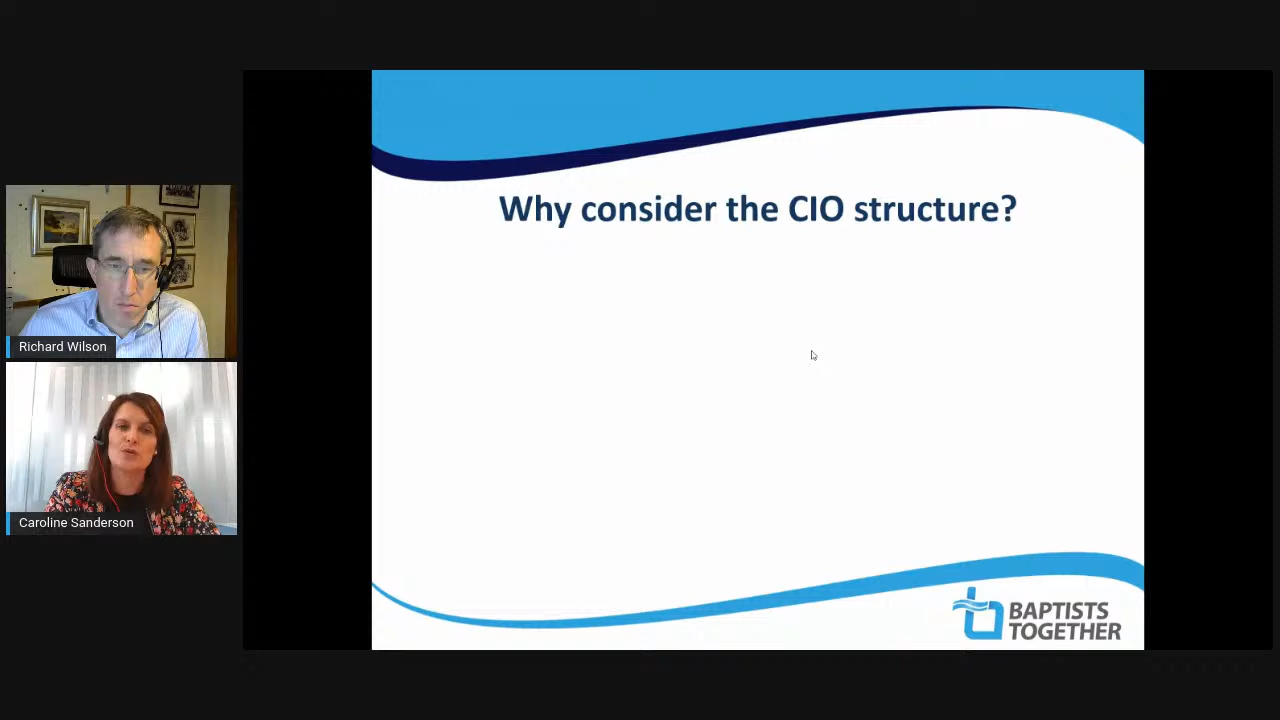 Why consider the CIO structure?
Richard Wilson
Caroline Sanderson
BAPTISTS
TOGETHER